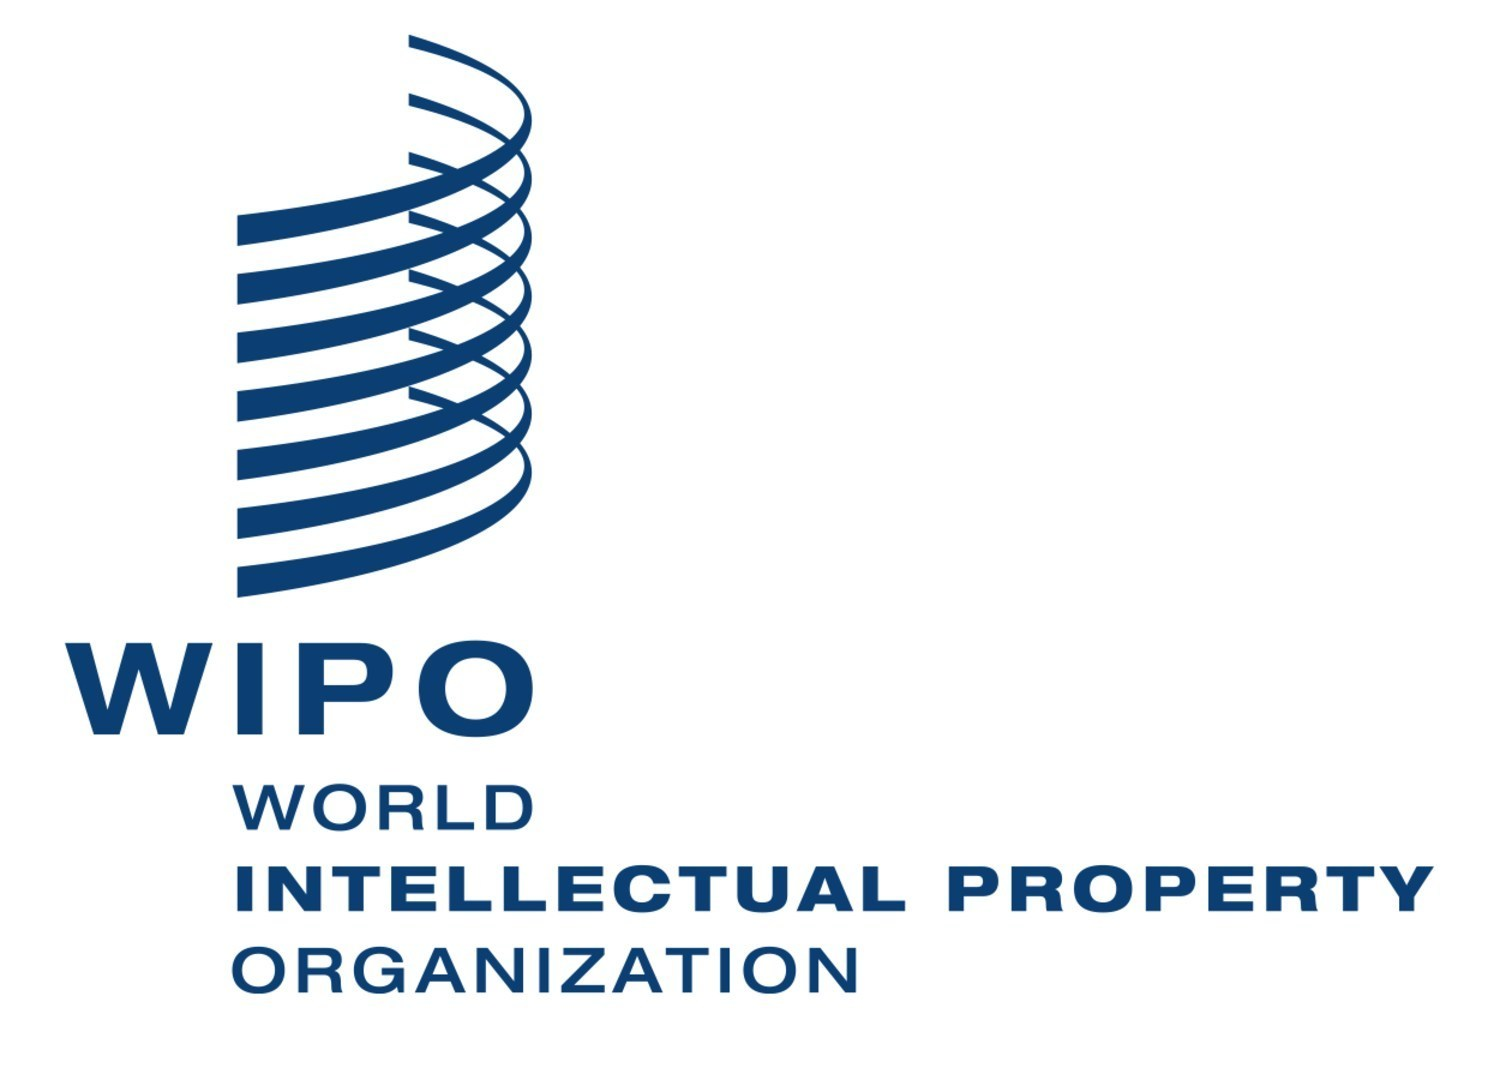 WIPO
WORLD
INTELLECTUAL PROPERTY
ORGANIZATION